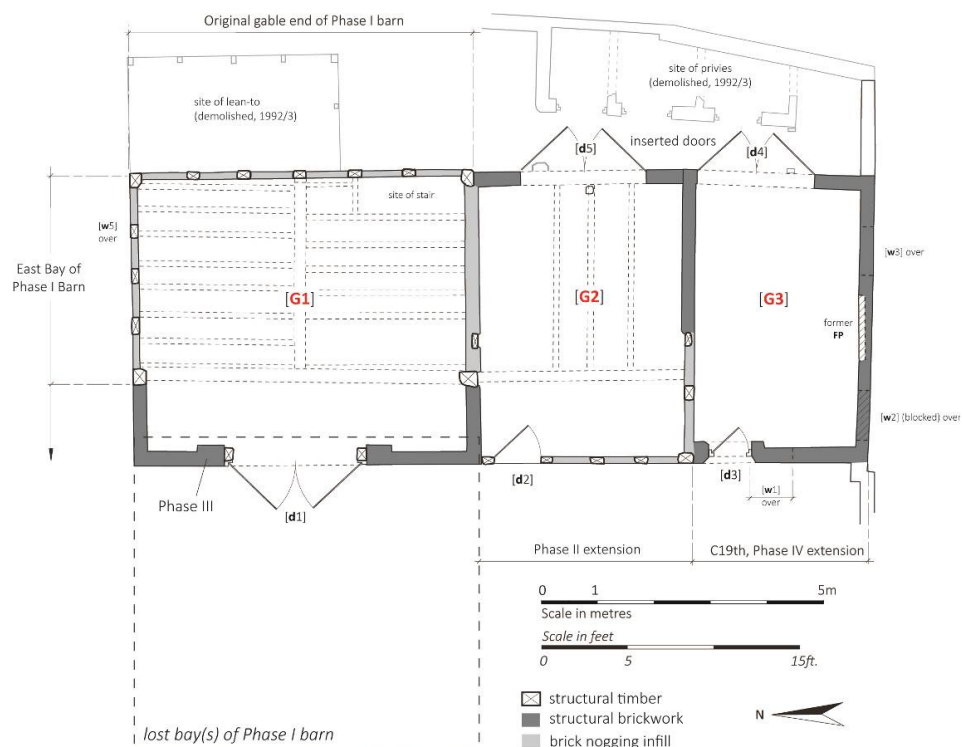 Original gable end of Phase I barn
site of lean-to
(demolished, 1992/3)
site of privies
(demolished, 1992/3)
inserted doors
[d5]
[d4]
site of stair
[w5]
over
East Bay of
Phase I Barn
[G1]
[G2]
[G3]
[w3] over
former
FP
[w2] (blocked) over
Phase III
[d1]
[d2]
[d3]
[w1]
over
Phase II extension
C19th, Phase IV extension
0 1 5m
Scale in metres
Scale in feet
0 5 15ft.
structural timber
structural brickwork
brick nogging infill
N
lost bay(s) of Phase I barn